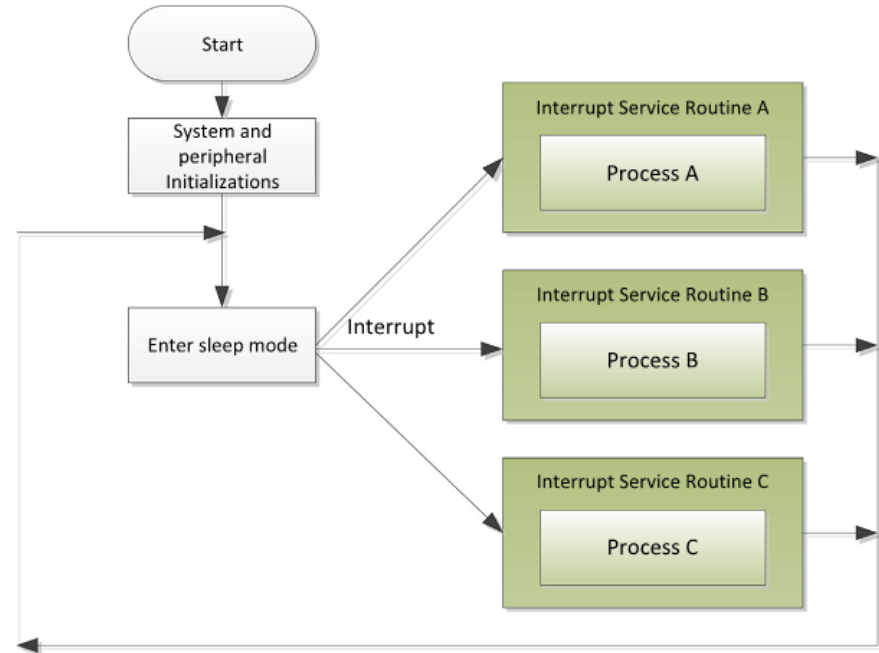 Start
System and
peripheral
Initializations
Enter sleep mode
Interrupt
Interrupt Service Routine A
Process A
Interrupt Service Routine B
Process B
Interrupt Service Routine C
Process C